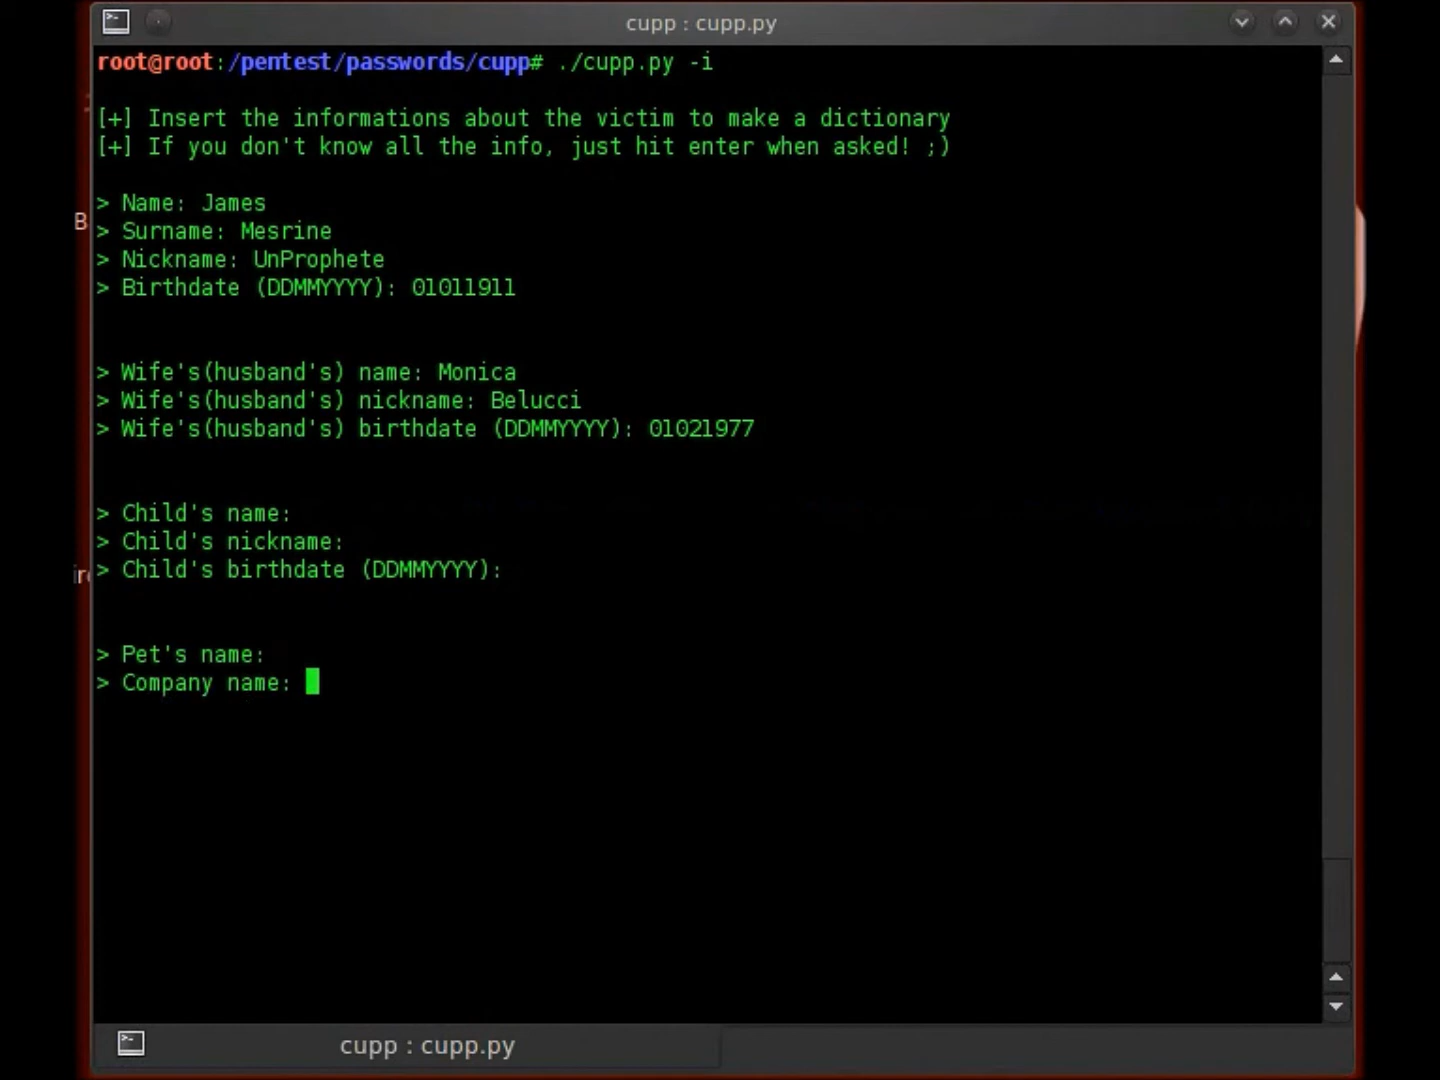 cupp : cupp.py
root@root:/pentest/passwords/cupp# ./cupp.py -i
[+] Insert the informations about the victim to make a dictionary
[+] If you don't know all the info, just hit enter when asked! ;)
> Name: James
> Surname: Mesrine
> Nickname: UnProphete
> Birthdate (DDMMYYYY): 01011911
> Wife's(husband's) name: Monica
> Wife's(husband's) nickname: Belucci
> Wife's(husband's) birthdate (DDMMYYYY): 01021977
> Child's name:
> Child's nickname:
> Child's birthdate (DDMMYYYY):
> Pet's name:
> Company name:
cupp : cupp.py